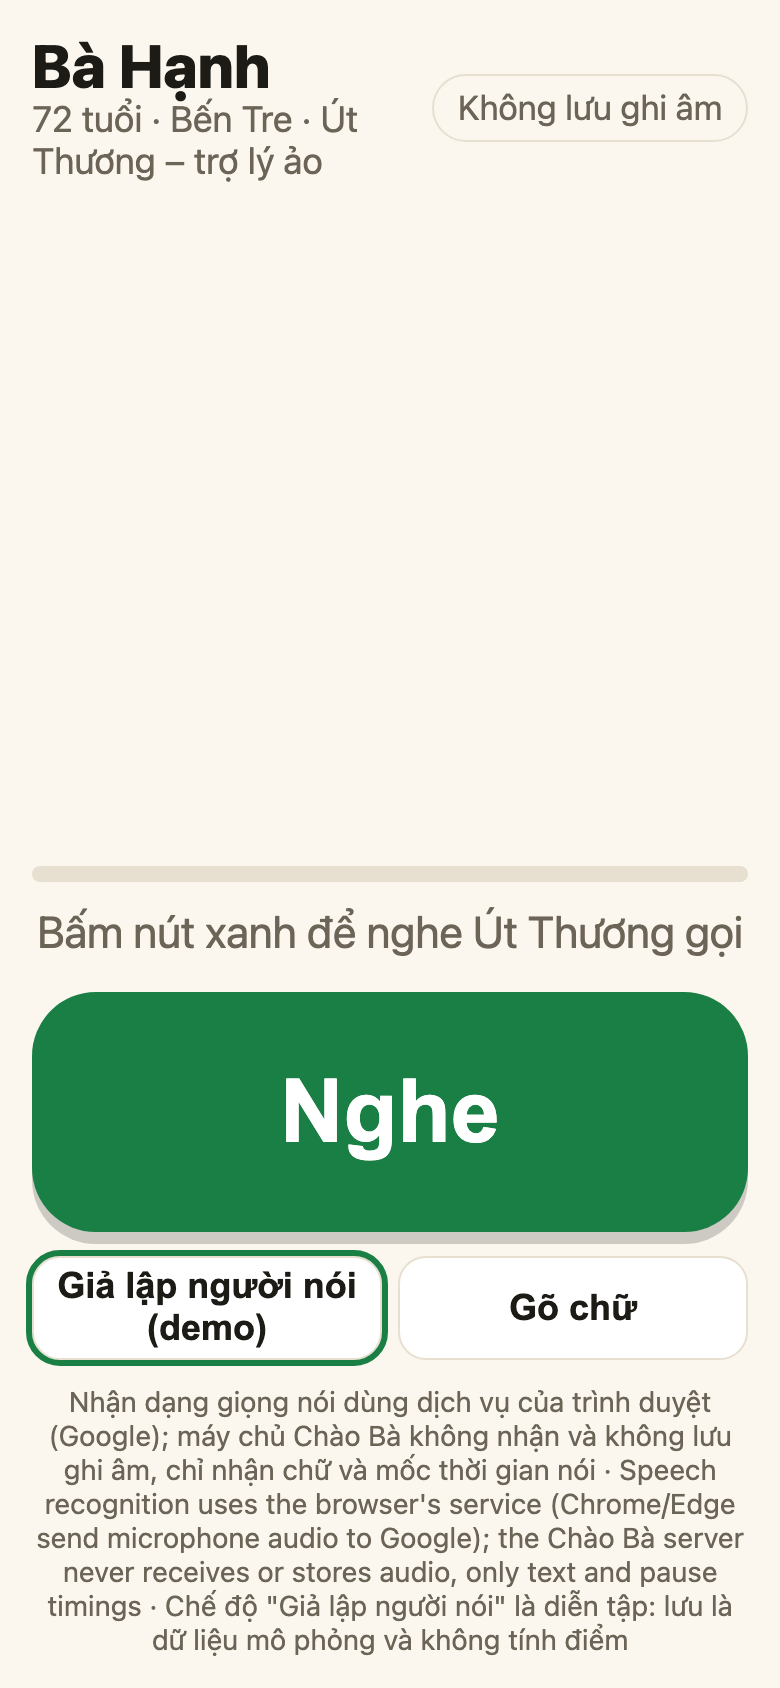 Bà Hạnh
72 tuổi · Bến Tre · Út
Thương – trợ lý ảo
Không lưu ghi âm
Bấm nút xanh để nghe Út Thương gọi
Nghe
Giả lập người nói
(demo)
Gõ chữ
Nhận dạng giọng nói dùng dịch vụ của trình duyệt
(Google); máy chủ Chào Bà không nhận và không lưu
ghi âm, chỉ nhận chữ và mốc thời gian nói · Speech
recognition uses the browser's service (Chrome/Edge
send microphone audio to Google); the Chào Bà server
never receives or stores audio, only text and pause
timings · Chế độ "Giả lập người nói" là diễn tập: lưu là
dữ liệu mô phỏng và không tính điểm